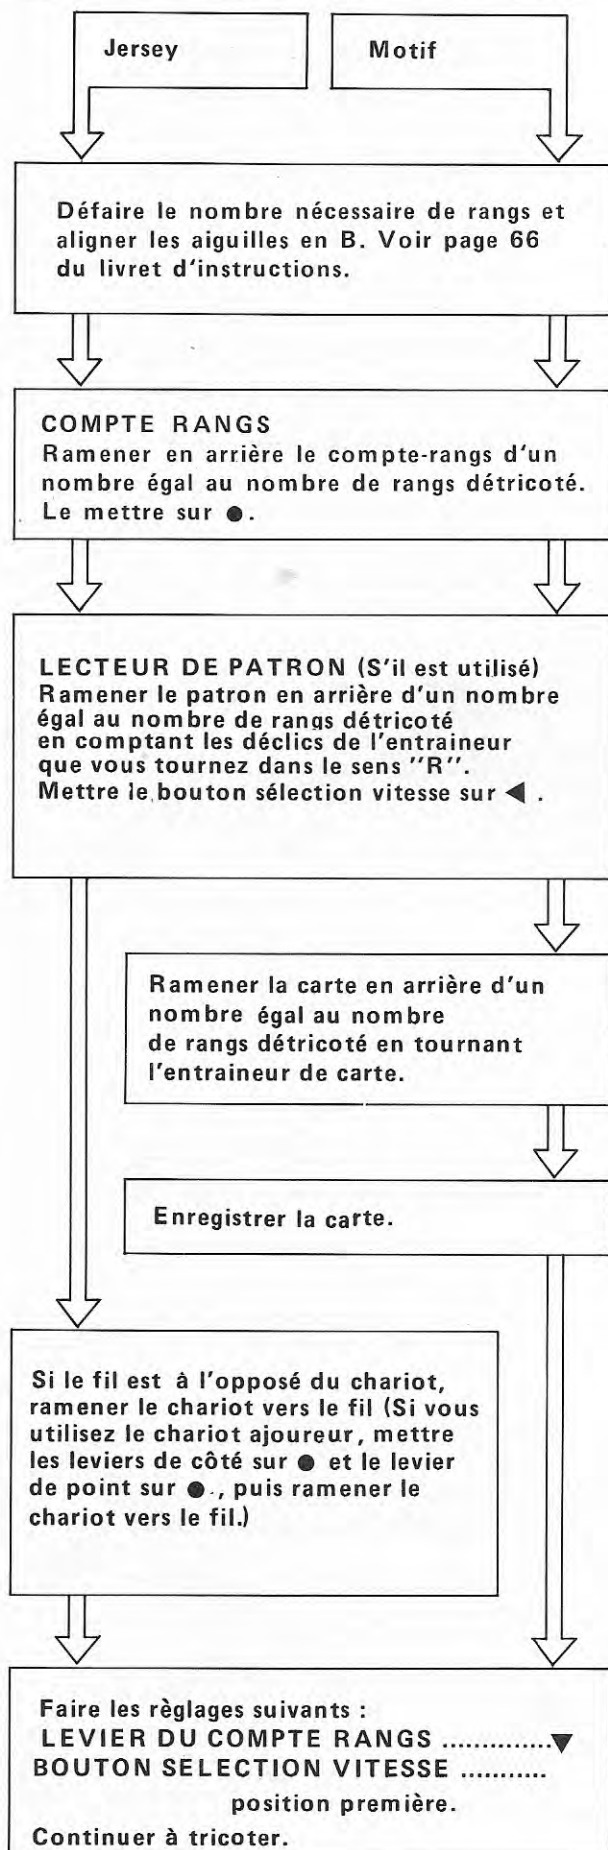 Jersey
Motif
Défaire le nombre nécessaire de rangs et
aligner les aiguilles en B. Voir page 66
du livret d'instructions.
COMPTE RANGS
Ramener en arrière le compte-rangs d'un
nombre égal au nombre de rangs détricoté.
Le mettre sur ●.
LECTEUR DE PATRON (S'il est utilisé)
Ramener le patron en arrière d'un nombre
égal au nombre de rangs détricoté
en comptant les déclics de l'entraineur
que vous tournez dans le sens "R".
Mettre le bouton sélection vitesse sur ◀ .
Ramener la carte en arrière d'un
nombre égal au nombre
de rangs détricoté en tournant
l'entraineur de carte.
Enregistrer la carte.
Si le fil est à l'opposé du chariot,
ramener le chariot vers le fil (Si vous
utilisez le chariot ajoureur, mettre
les leviers de côté sur ● et le levier
de point sur ● , puis ramener le
chariot vers le fil.)
Faire les règlages suivants :
LEVIER DU COMPTE RANGS ..............▼
BOUTON SELECTION VITESSE ...........
position première.
Continuer à tricoter.